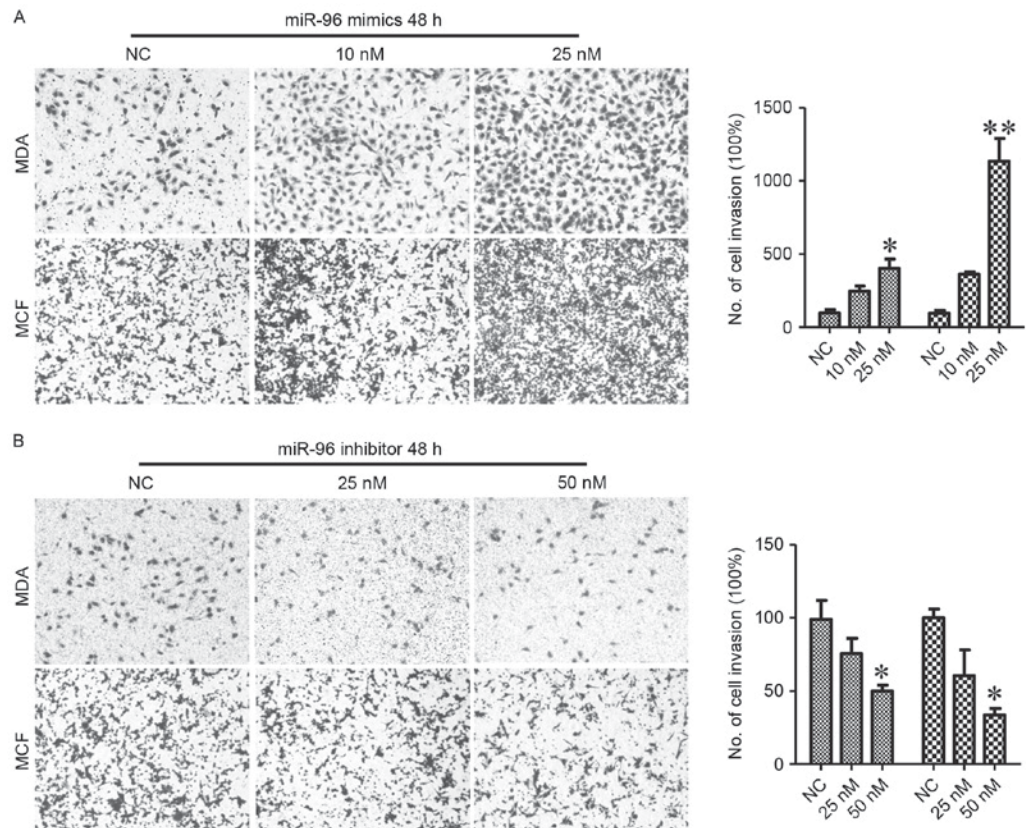 A
miR-96 mimics 48 h
NC 10 nM 25 nM
MDA
MCF
No. of cell invasion (100%)
1500
1000
500
0
*
**
NC 10 nM 25 nM NC 10 nM 25 nM
B
miR-96 inhibitor 48 h
NC 25 nM 50 nM
MDA
MCF
No. of cell invasion (100%)
150
100
50
0
*
*
NC 25 nM 50 nM NC 25 nM 50 nM